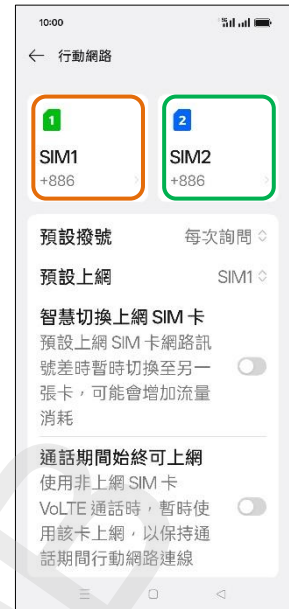 10:00
← 行動網路
1
2
SIM1
SIM2
+886
+886
預設撥號 每次詢問
預設上網 SIM1
智慧切換上網 SIM 卡
預設上網 SIM 卡網路訊
號差時暫時切換至另一
張卡，可能會增加流量
消耗
通話期間始終可上網
使用非上網 SIM 卡
VoLTE 通話時，暫時使
用該卡上網，以保持通
話期間行動網路連線